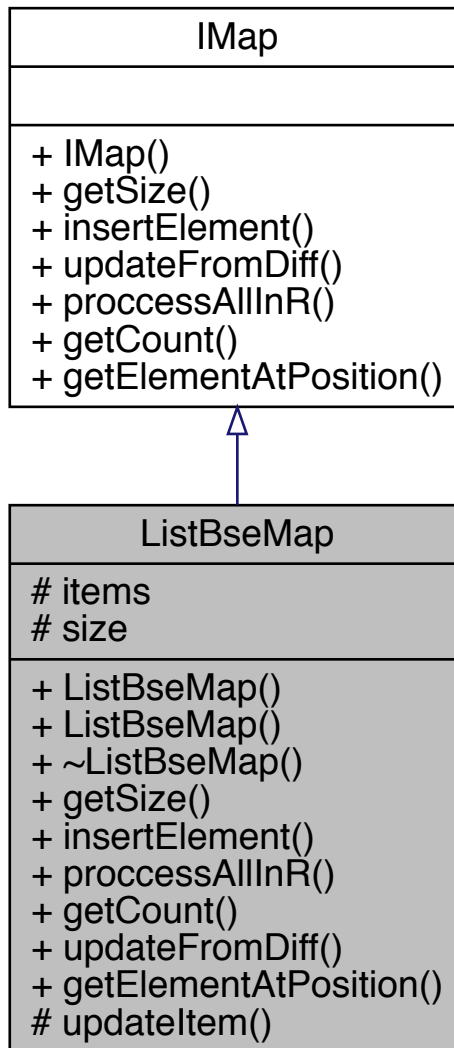 IMap
+ IMap()
+ getSize()
+ insertElement()
+ updateFromDiff()
+ proccessAllInR()
+ getCount()
+ getElementAtPosition()
ListBseMap
# items
# size
+ ListBseMap()
+ ListBseMap()
+ ~ListBseMap()
+ getSize()
+ insertElement()
+ proccessAllInR()
+ getCount()
+ updateFromDiff()
+ getElementAtPosition()
# updateItem()